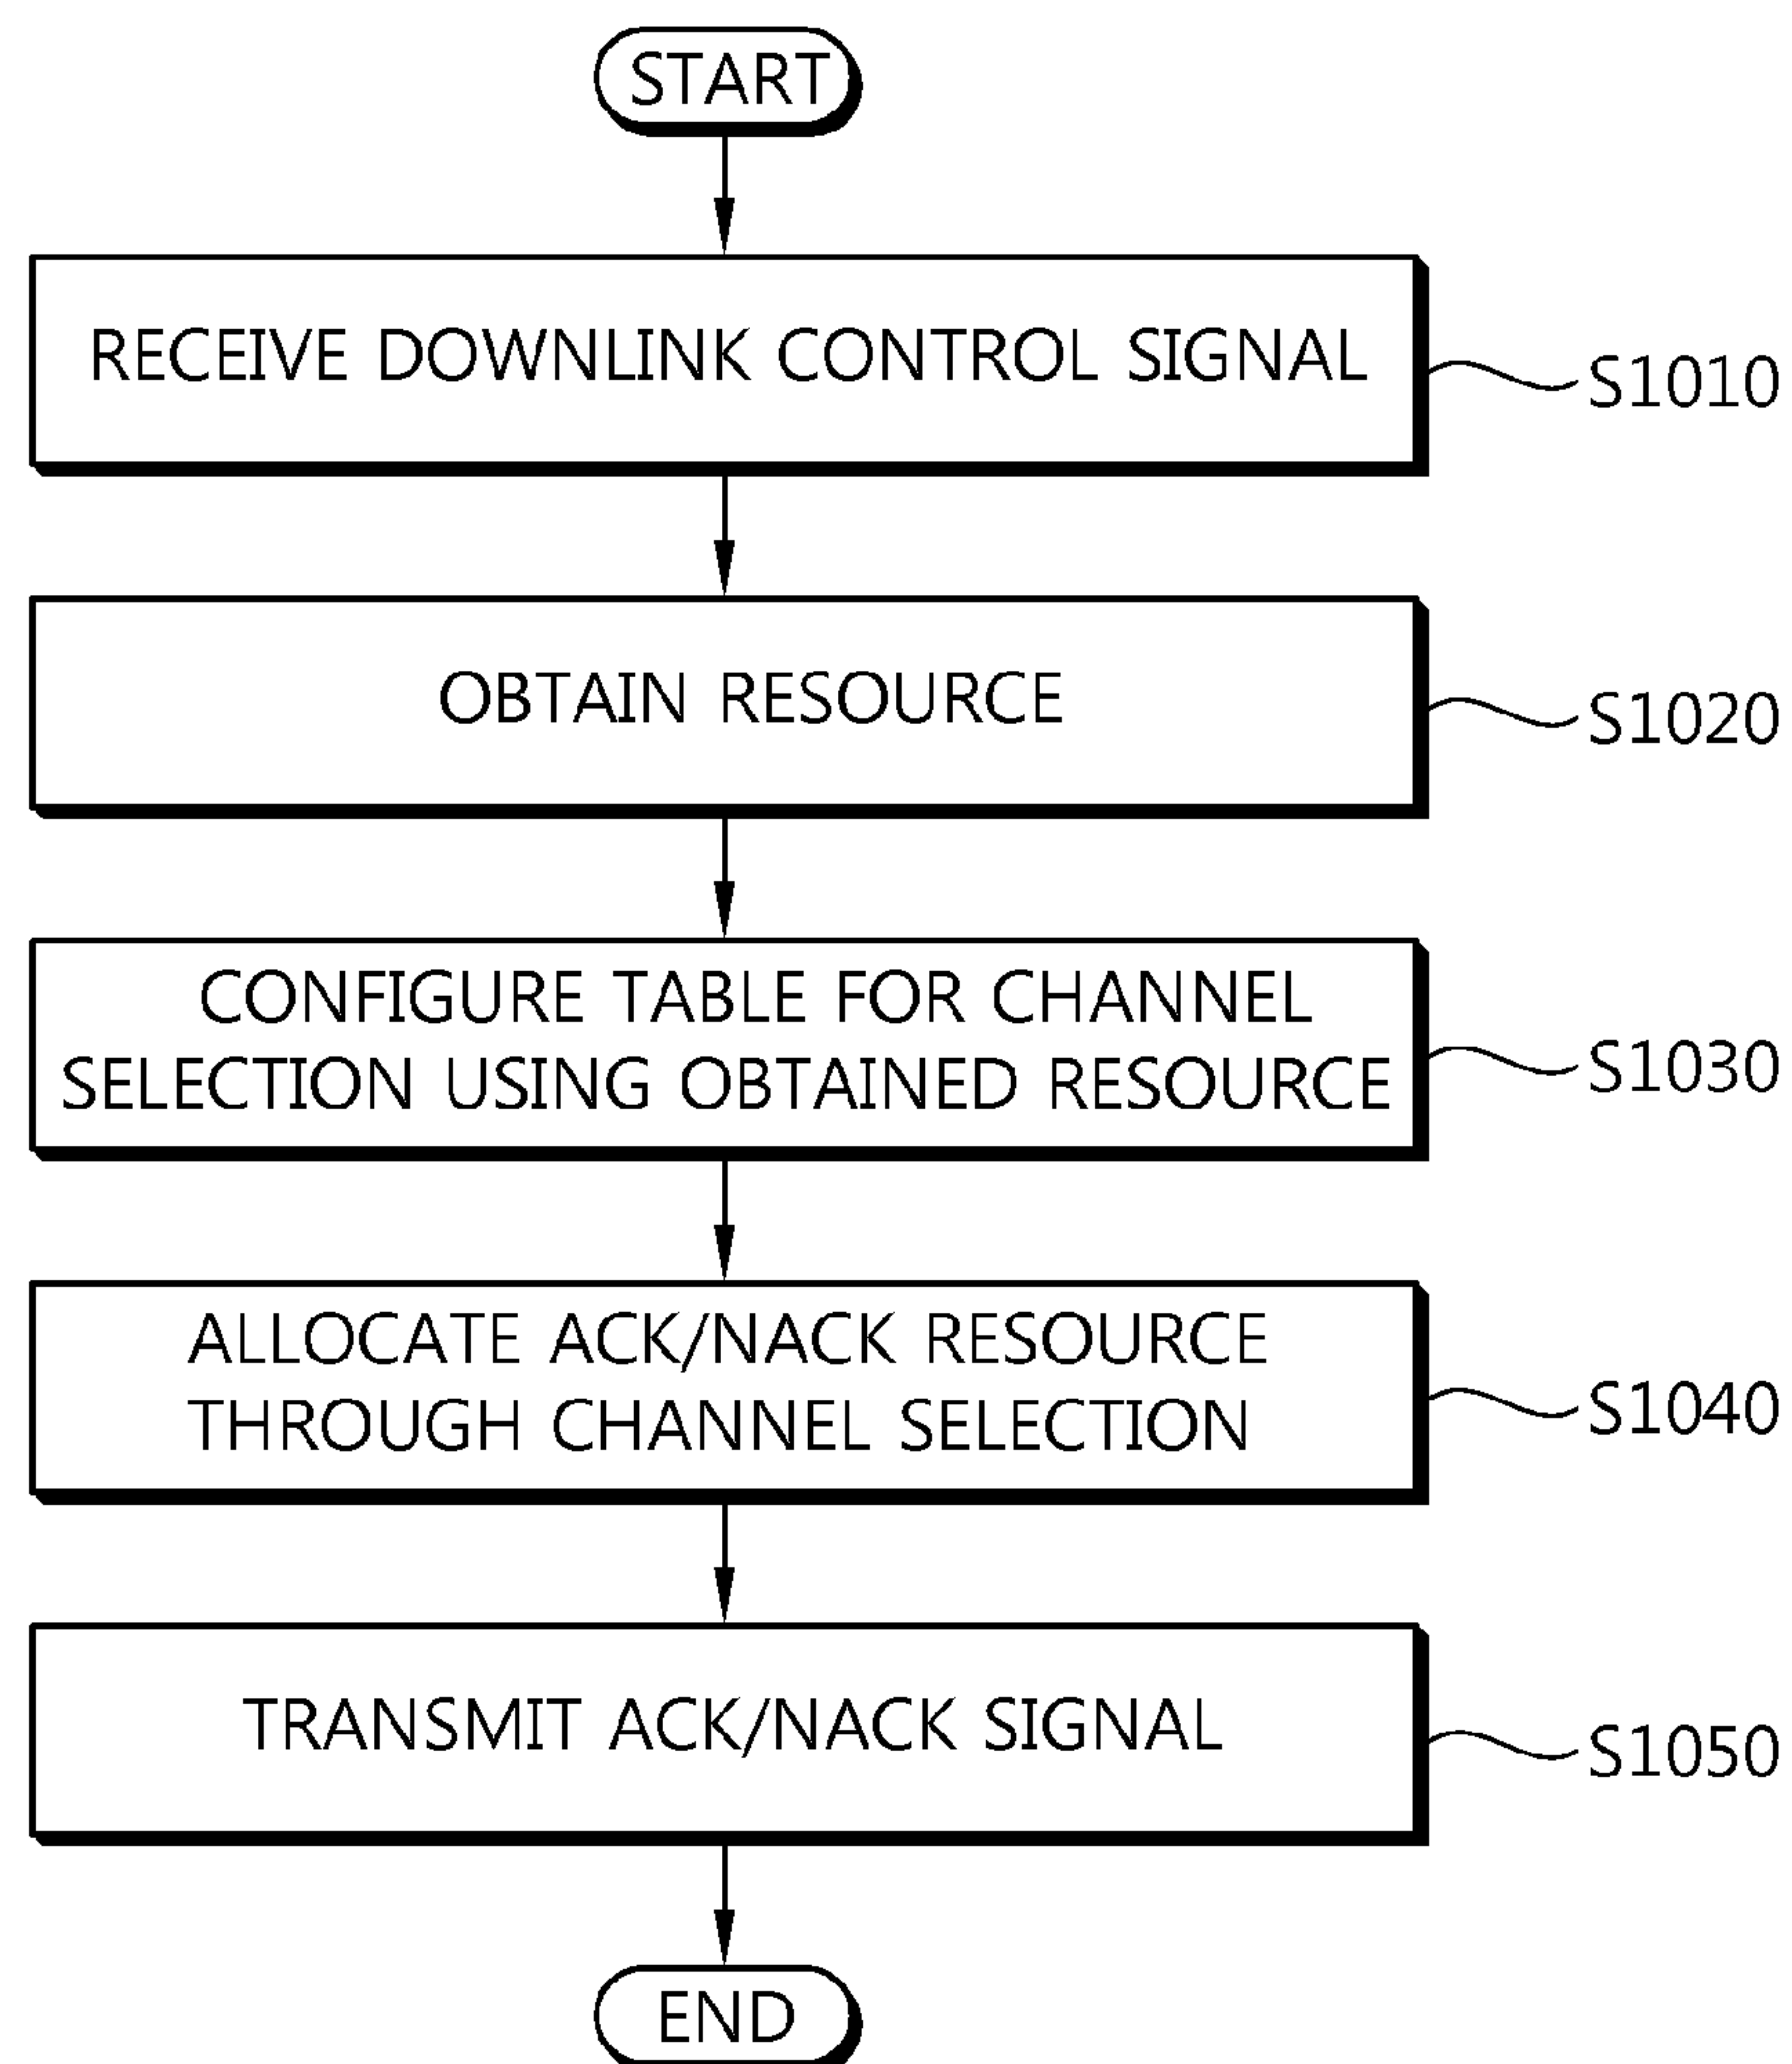 START
RECEIVE DOWNLINK CONTROL SIGNAL
S1010
OBTAIN RESOURCE
S1020
CONFIGURE TABLE FOR CHANNEL
SELECTION USING OBTAINED RESOURCE
S1030
ALLOCATE ACK/NACK RESOURCE
THROUGH CHANNEL SELECTION
S1040
TRANSMIT ACK/NACK SIGNAL
S1050
END